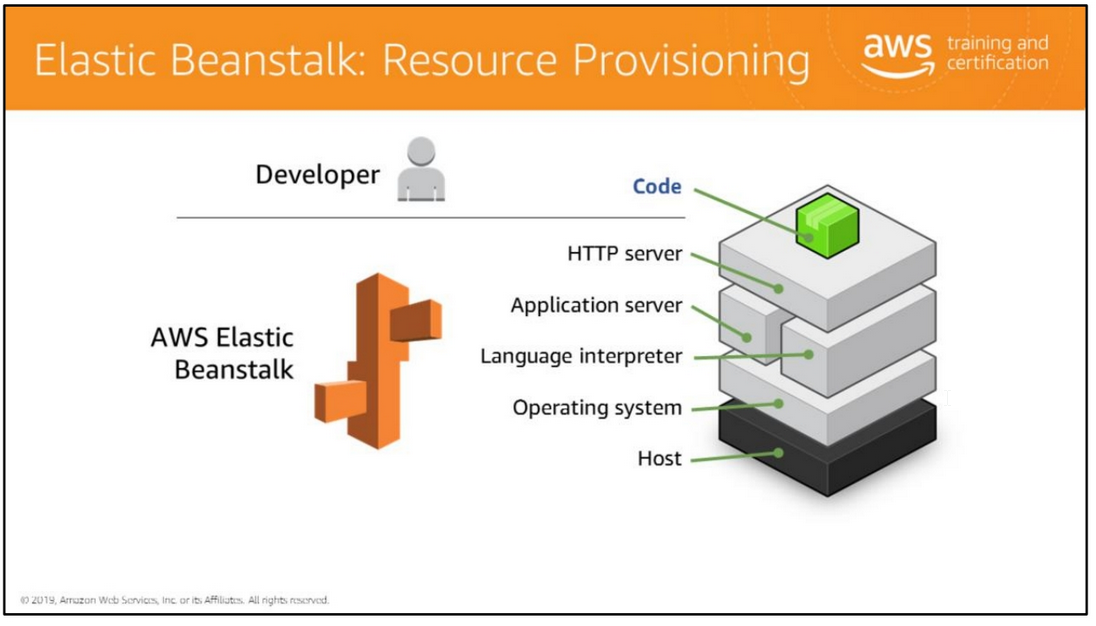 Elastic Beanstalk: Resource Provisioning
aws training and
certification
Developer
Code
HTTP server
Application server
AWS Elastic
Beanstalk
Language interpreter
Operating system
Host
© 2019, Amazon Web Services, Inc. or its Affiliates. All rights reserved.